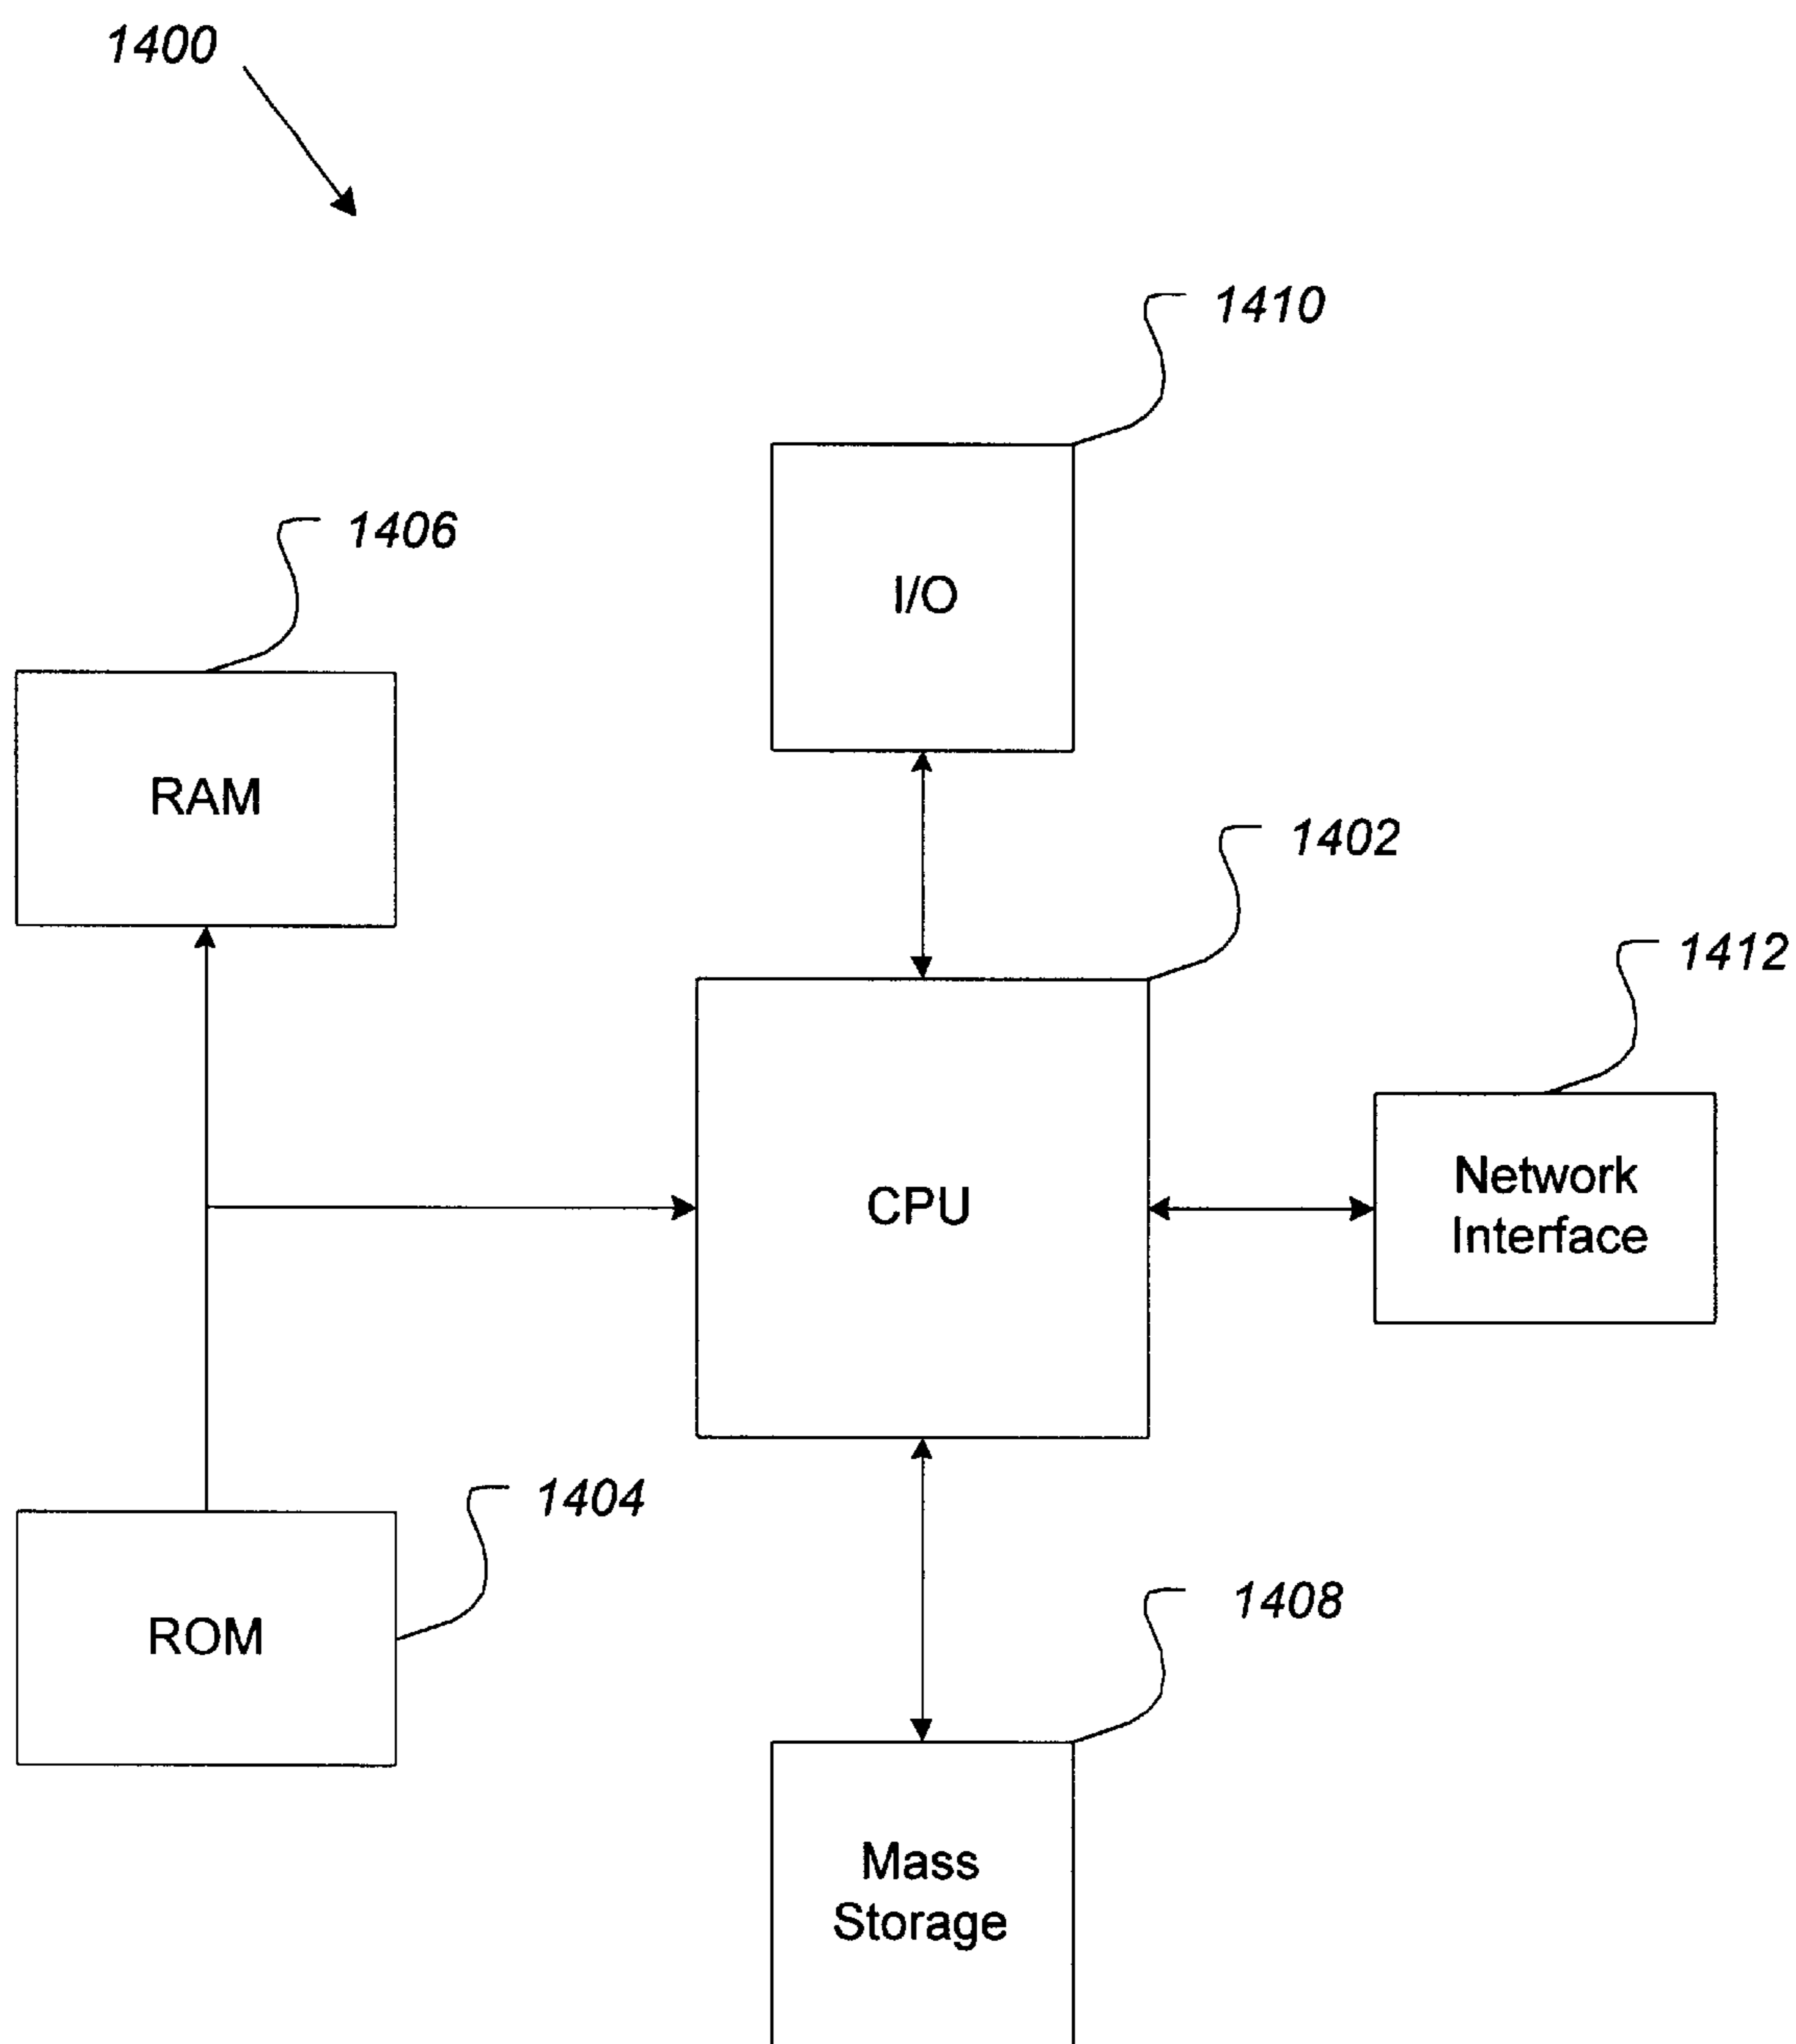 1400
1410
1406
I/O
RAM
1402
1412
CPU
Network
Interface
1404
ROM
1408
Mass
Storage